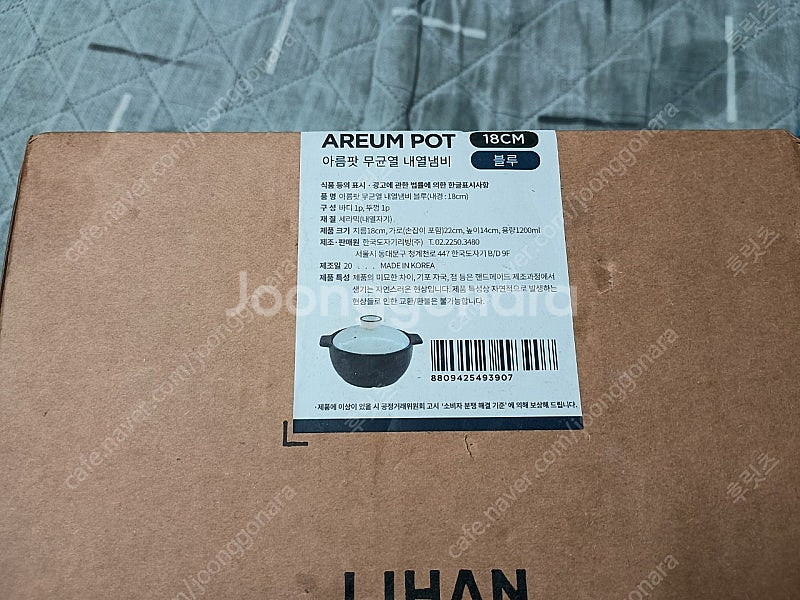 AREUM POT 18CM
아름팟 무균열 내열냄비 블루
식품 등의 표시 · 광고에 관한 법률에 의한 한글표시사항
품 명 아름팟 무균열 내열냄비 블루(내경 : 18cm)
구 성 바디 1p, 뚜껑 1p
재 질 세라믹(내열자기)
제품 크기 지름18cm, 가로(손잡이 포함)22cm, 높이14cm, 용량1200ml
제조 · 판매원 한국도자기리빙(주) T. 02.2250.3480
서울시 동대문구 청계천로 447 한국도자기 B/D 9F
제조일 20 . . . MADE IN KOREA
제품 특성 제품의 미묘한 차이, 기포 자국, 점 등은 핸드메이드 제조과정에서
생기는 자연스러운 현상입니다. 제품 특성상 자연적으로 발생하는
현상들로 인한 교환/환불은 불가능합니다.
Joonggonara
8809425493907
· 제품에 이상이 있을 시 공정거래위원회 고시 '소비자 분쟁 해결 기준' 에 의해 보상해 드립니다.
LIHAN
cafe.naver.com/joonggonara
후릿츠